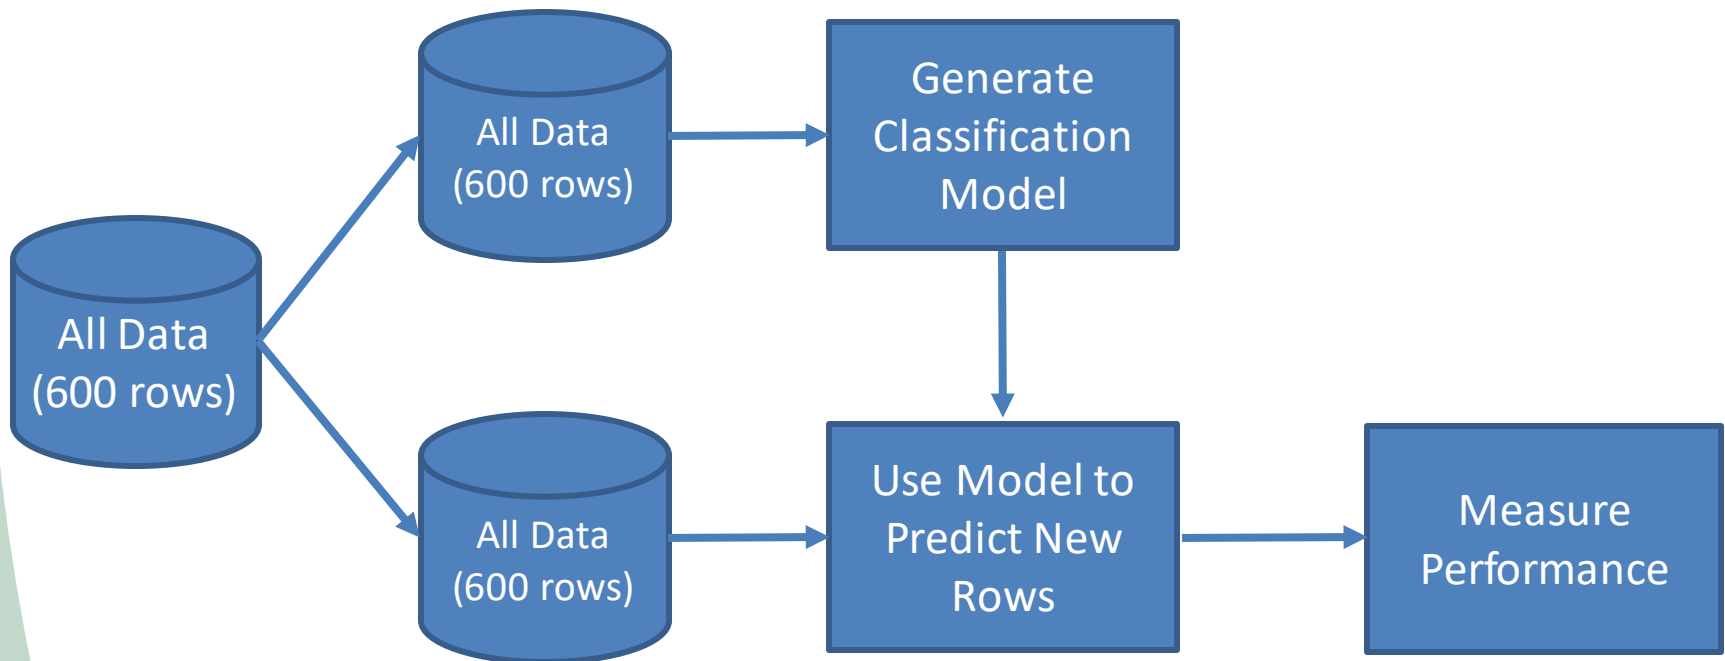 All Data
(600 rows)
All Data
(600 rows)
Generate
Classification
Model
All Data
(600 rows)
Use Model to
Predict New
Rows
Measure
Performance